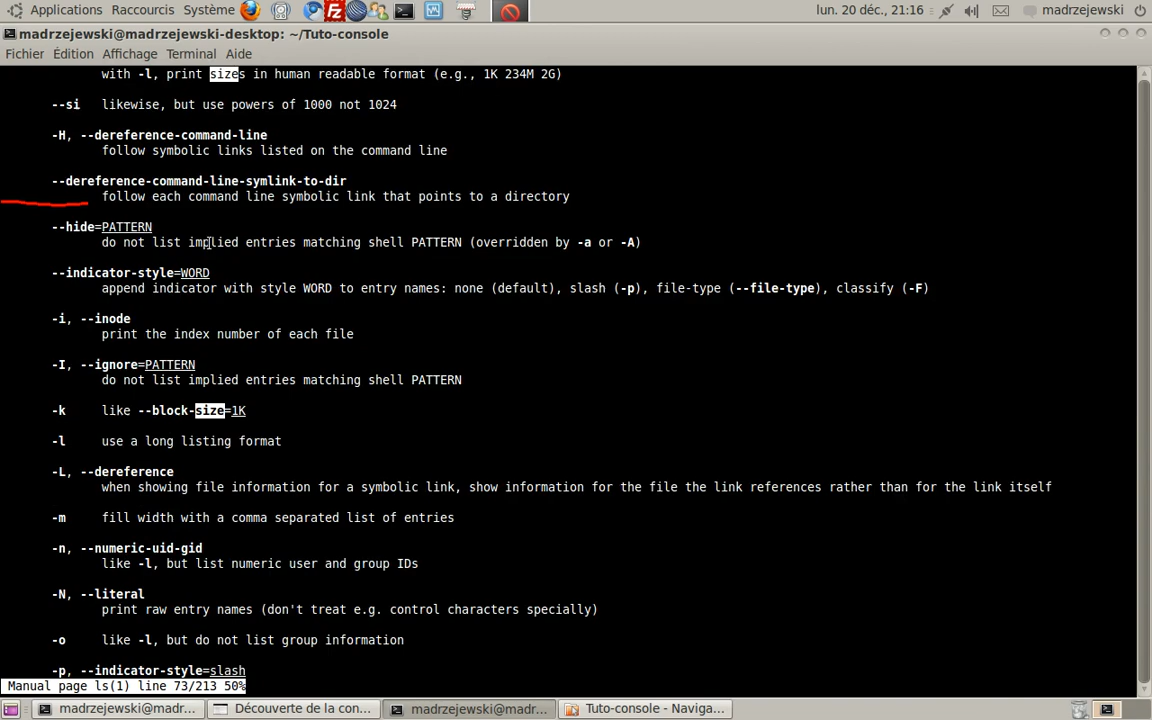 Applications Raccourcis Système lun. 20 déc., 21:16 madrzejewski
madrzejewski@madrzejewski-desktop: ~/Tuto-console
Fichier Édition Affichage Terminal Aide
with -l, print sizes in human readable format (e.g., 1K 234M 2G)
--si likewise, but use powers of 1000 not 1024
-H, --dereference-command-line
follow symbolic links listed on the command line
--dereference-command-line-symlink-to-dir
follow each command line symbolic link that points to a directory
--hide=PATTERN
do not list implied entries matching shell PATTERN (overridden by -a or -A)
--indicator-style=WORD
append indicator with style WORD to entry names: none (default), slash (-p), file-type (--file-type), classify (-F)
-i, --inode
print the index number of each file
-I, --ignore=PATTERN
do not list implied entries matching shell PATTERN
-k like --block-size=1K
-l use a long listing format
-L, --dereference
when showing file information for a symbolic link, show information for the file the link references rather than for the link itself
-m fill width with a comma separated list of entries
-n, --numeric-uid-gid
like -l, but list numeric user and group IDs
-N, --literal
print raw entry names (don't treat e.g. control characters specially)
-o like -l, but do not list group information
-p, --indicator-style=slash
Manual page ls(1) line 73/213 50%
madrzejewski@madr... Découverte de la con... madrzejewski@madr... Tuto-console - Naviga...